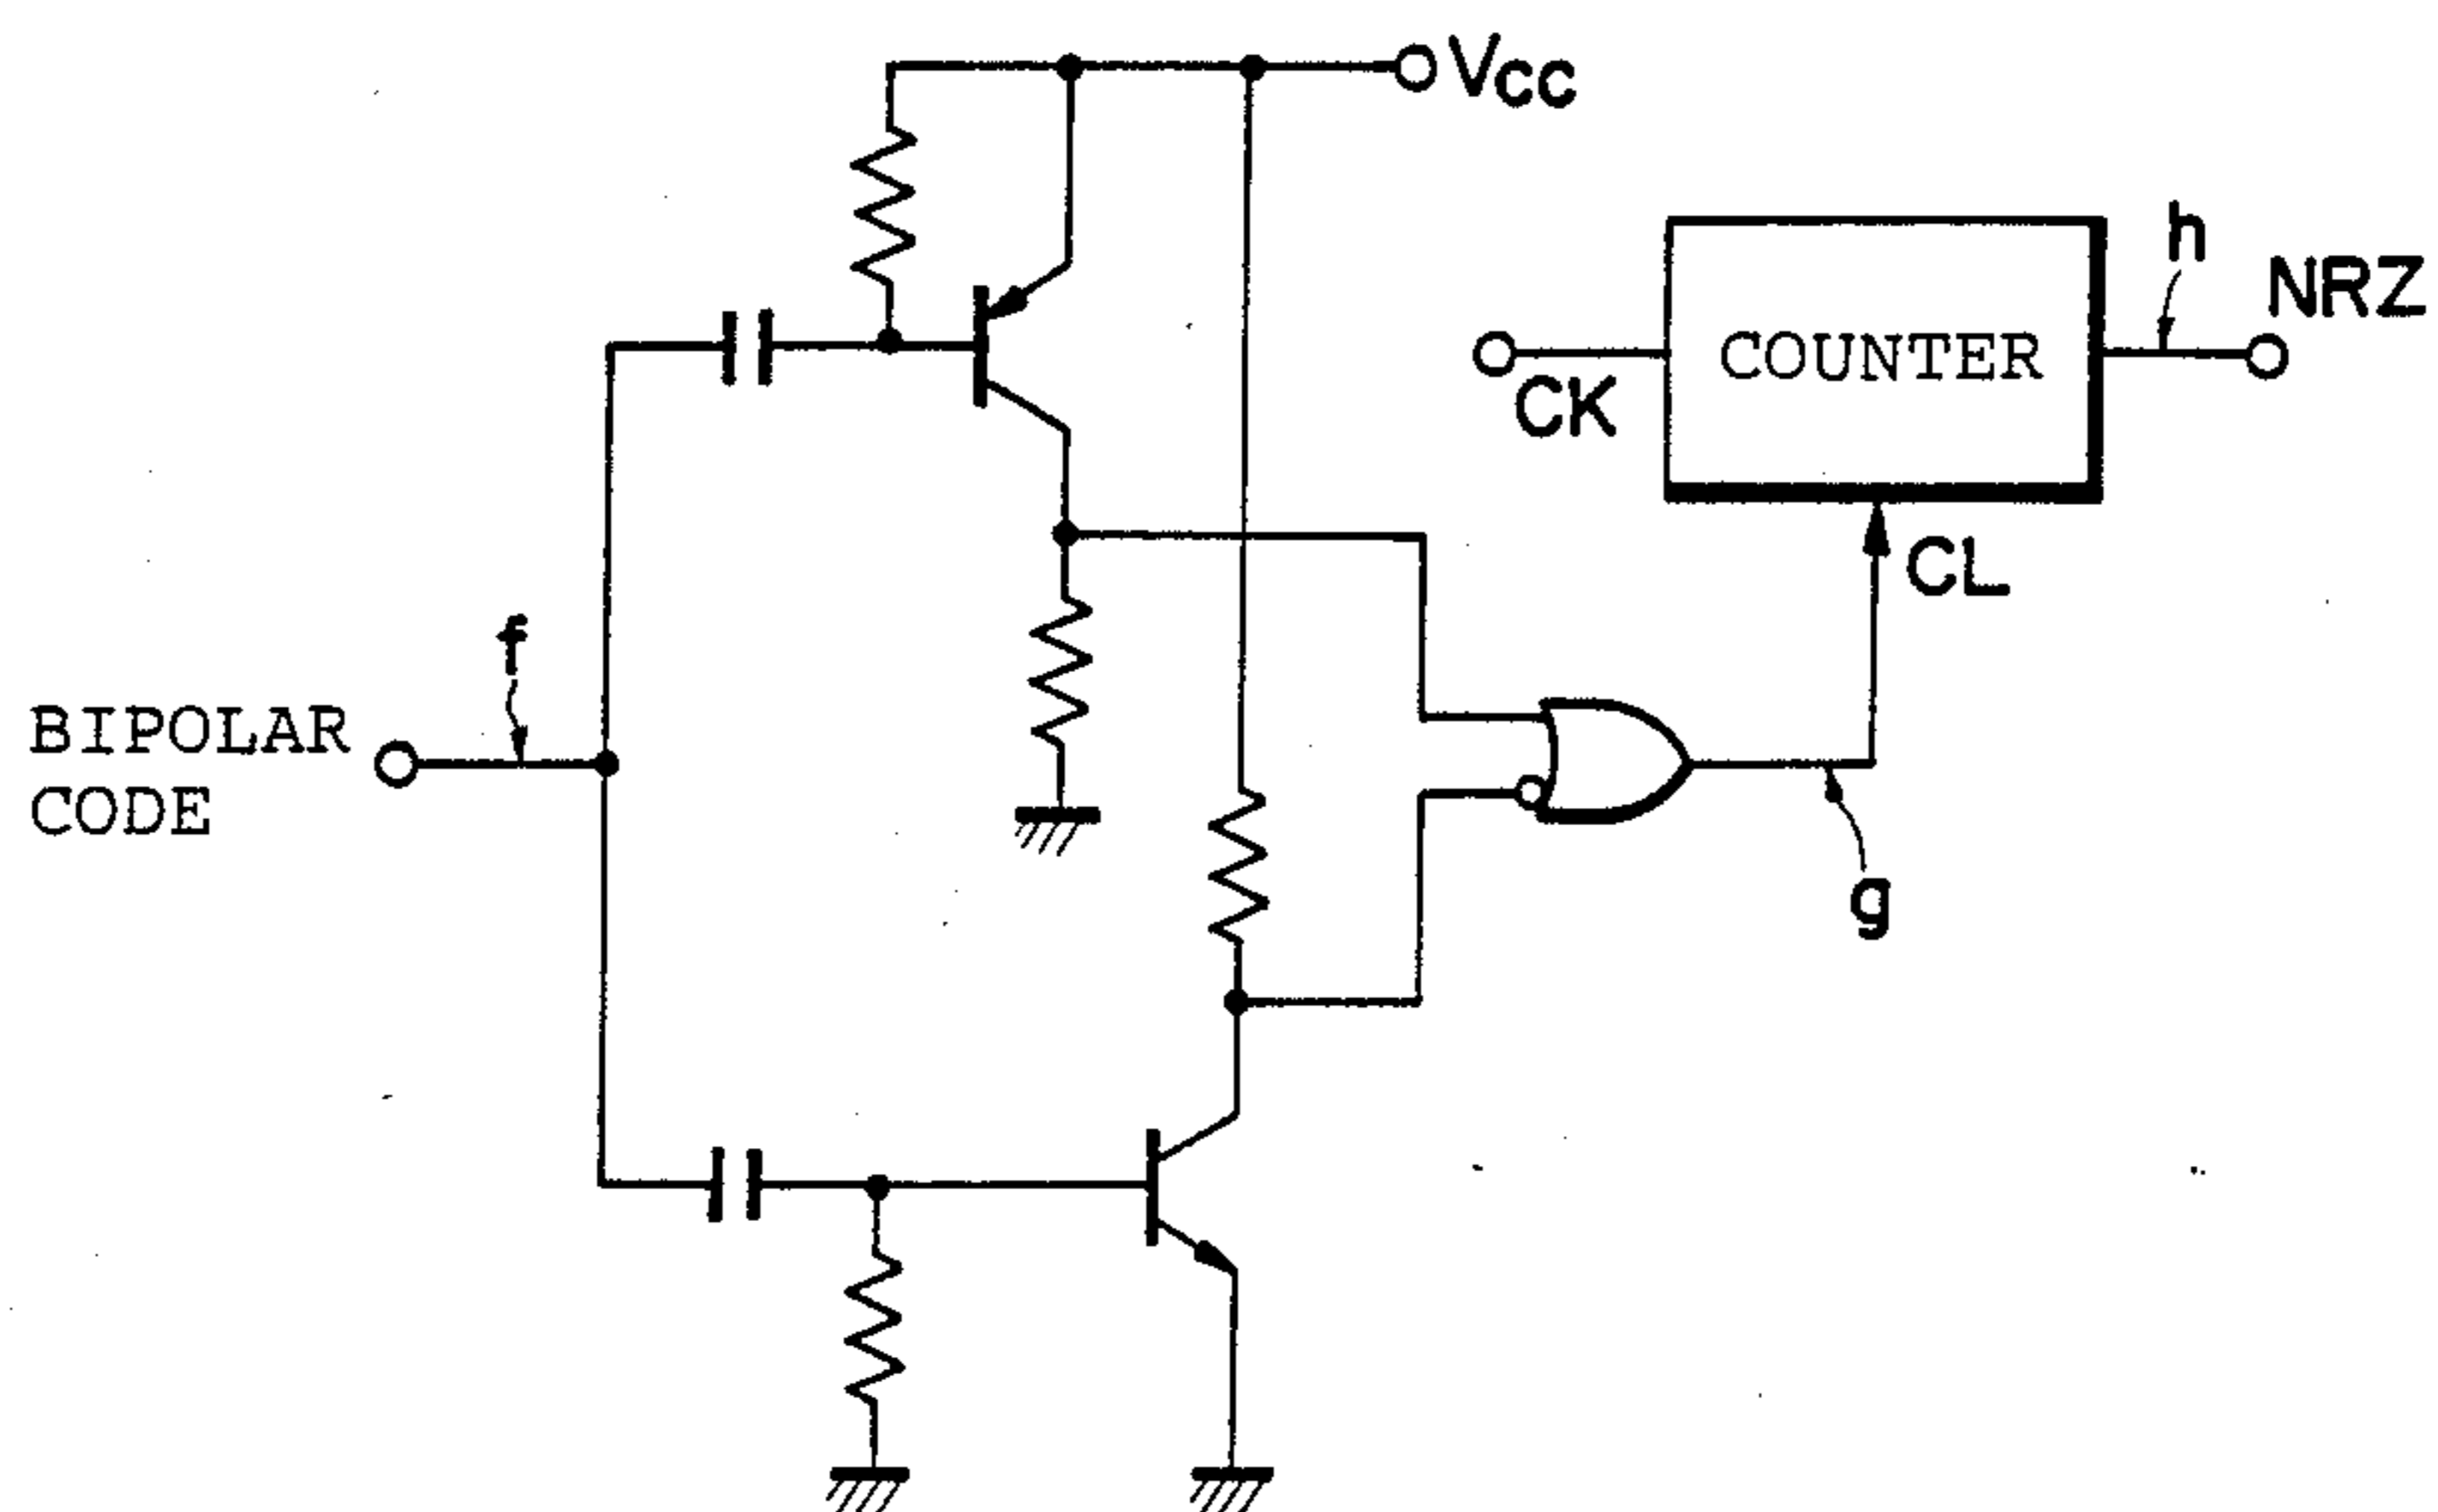 VCC
h
NRZ
COUNTER
CK
CL
f
BIPOLAR
CODE
g